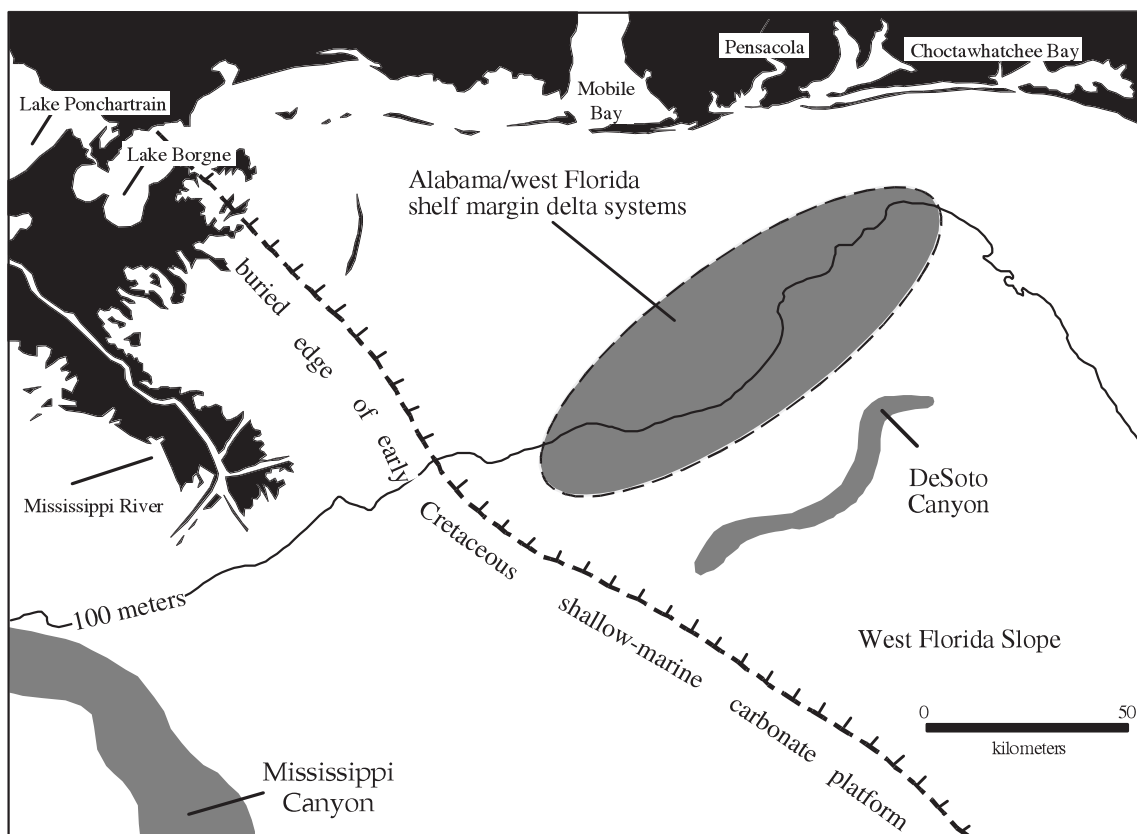 Pensacola
Choctawhatchee Bay
Lake Ponchartrain
Mobile
Bay
Lake Borgne
Alabama/west Florida
shelf margin delta systems
buried edge of early
Cretaceous shallow-marine carbonate platform
DeSoto
Canyon
Mississippi River
100 meters
West Florida Slope
0 50
kilometers
Mississippi
Canyon